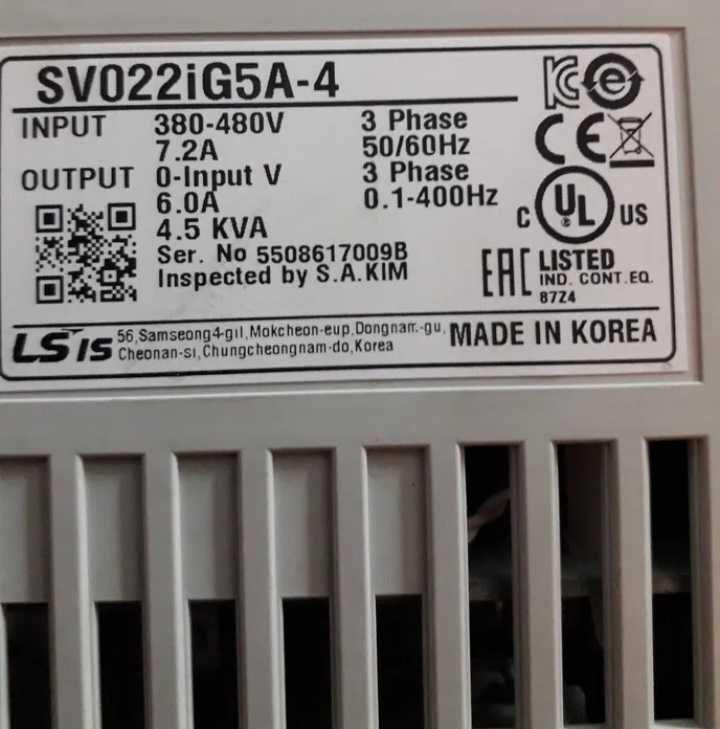 SV022iG5A-4
INPUT 380-480V 3 Phase
7.2A 50/60Hz
OUTPUT 0-Input V 3 Phase
6.0A 0.1-400Hz
4.5 KVA
Ser. No 5508617009B
Inspected by S.A.KIM
KC e
CE
C UL US
EAC LISTED
IND. CONT.EQ.
87Z4
LS IS
56,Samseong4-gil,Mokcheon-eup,Dongnam-gu,
Cheonan-si,Chungcheongnam-do,Korea
MADE IN KOREA